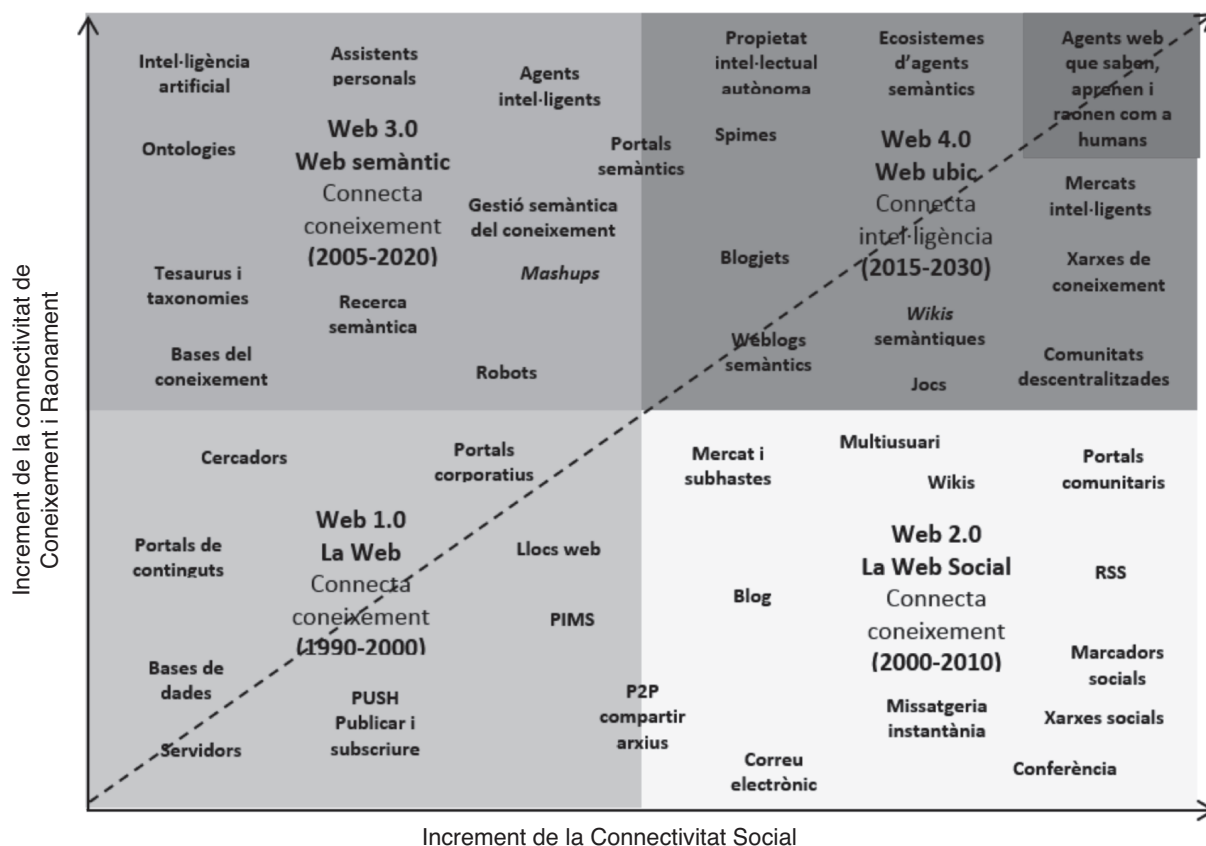 Increment de la connectivitat de
Coneixement i Raonament
Intel·ligència
artificial
Assistents
personals
Agents
intel·ligents
Ontologies
Web 3.0
Web semàntic
Connecta
coneixement
(2005-2020)
Portals
semàntics
Gestió semàntica
del coneixement
Tesaurus i
taxonomies
Mashups
Recerca
semàntica
Bases del
coneixement
Robots
Propietat
intel·lectual
autònoma
Ecosistemes
d'agents
semàntics
Agents web
que saben,
aprenen i
raonen com a
humans
Spimes
Web 4.0
Web ubic
Connecta
intel·ligència
(2015-2030)
Mercats
intel·ligents
Blogjets
Xarxes de
coneixement
Weblogs
semàntics
Wikis
semàntiques
Jocs
Comunitats
descentralitzades
Cercadors
Portals
corporatius
Web 1.0
La Web
Connecta
coneixement
(1990-2000)
Portals de
continguts
Llocs web
PIMS
Bases de
dades
PUSH
Publicar i
subscriure
Servidors
P2P
compartir
arxius
Mercat i
subhastes
Multiusuari
Wikis
Portals
comunitaris
Web 2.0
La Web Social
Connecta
coneixement
(2000-2010)
RSS
Blog
Marcadors
socials
Missatgeria
instantània
Xarxes socials
Correu
electrònic
Conferència
Increment de la Connectivitat Social